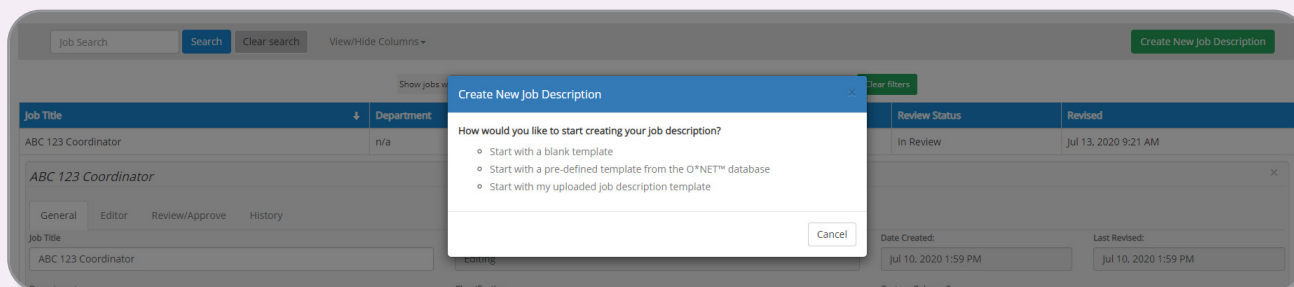 Job Search Search Clear search View/Hide Columns Create New Job Description
Show jobs w Clear filters
Create New Job Description ×
How would you like to start creating your job description?
Start with a blank template
Start with a pre-defined template from the O*NET™ database
Start with my uploaded job description template
Cancel
Job Title Department Review Status Revised
ABC 123 Coordinator n/a In Review Jul 13, 2020 9:21 AM
ABC 123 Coordinator ×
General Editor Review/Approve History
Job Title Date Created: Last Revised:
ABC 123 Coordinator Editing Jul 10, 2020 1:59 PM Jul 10, 2020 1:59 PM